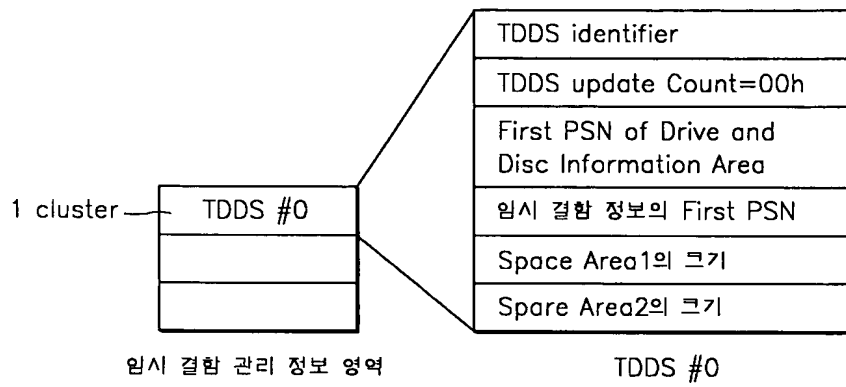 1 cluster
TDDS #0
임시 결함 관리 정보 영역
TDDS identifier
TDDS update Count=00h
First PSN of Drive and
Disc Information Area
임시 결함 정보의 First PSN
Space Area1의 크기
Spare Area2의 크기
TDDS #0